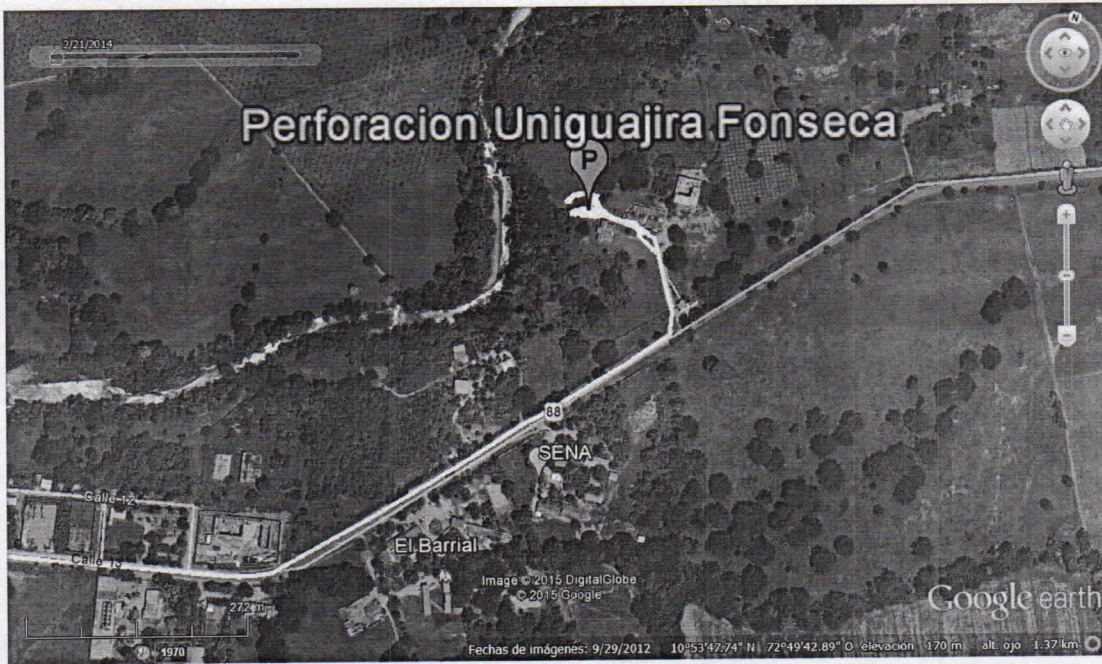 N
2/21/2014
Perforacion Uniguajira Fonseca
P
88
SENA
Calle 12
El Barrial
Calle 13
Image © 2015 DigitalGlobe
© 2015 Google
272 m
Google earth
1970
Fechas de imágenes: 9/29/2012 10°53'47.74" N 72°49'42.89" O elevación 170 m alt. ojo 1.37 km